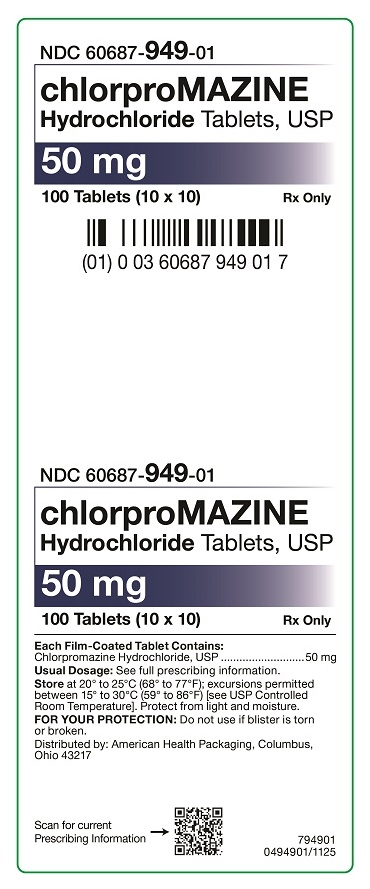 NDC 60687-949-01
chlorproMAZINE
Hydrochloride Tablets, USP
50 mg
100 Tablets (10 x 10) Rx Only
(01) 0 03 60687 949 01 7
NDC 60687-949-01
chlorproMAZINE
Hydrochloride Tablets, USP
50 mg
100 Tablets (10 x 10) Rx Only
Each Film-Coated Tablet Contains:
Chlorpromazine Hydrochloride, USP ...........................50 mg
Usual Dosage: See full prescribing information.
Store at 20° to 25°C (68° to 77°F); excursions permitted
between 15° to 30°C (59° to 86°F) [see USP Controlled
Room Temperature]. Protect from light and moisture.
FOR YOUR PROTECTION: Do not use if blister is torn
or broken.
Distributed by: American Health Packaging, Columbus,
Ohio 43217
Scan for current
Prescribing Information
794901
0494901/1125